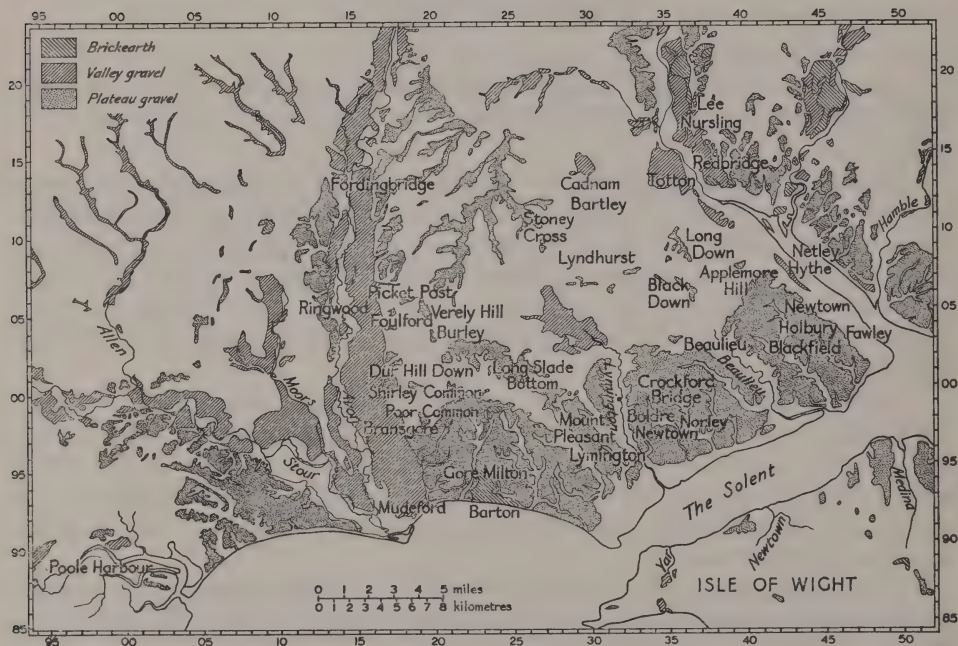 95 00 05 10 15 20 25 30 35 40 45 50
Brickearth
Valley gravel
Plateau gravel
20 20
Lee
Nursling
15 15
Redbridge
Fordingbridge
Cadnam
Totton
Bartley
Stoney
Cross
Hamble
10 10
Long
Down
Netley
Lyndhurst
Hythe
Applemore
Hill
Black
Down
Picket Post
Ringwood
Newtown
05 05
Foulford
Verely Hill
Burley
Holbury
Fawley
Allen
Beaulieu
Blackfield
Dur Hill Down
Long Slade
Bottom
Beaulieu R
Moors
Avon
Shirley Common
Crockford
Bridge
00 00
Lymington R
Poor Common
Bransgore
Mount
Pleasant
Boldre
Norley
Newtown
95 95
Stour
Gore
Milton
Lymington
The Solent
Medina
Mudeford
Barton
90 90
Yar
Newtown
Poole Harbour
ISLE OF WIGHT
0 1 2 3 4 5 miles
0 1 2 3 4 5 6 7 8 kilometres
85 85
95 00 05 10 15 20 25 30 35 40 45 50